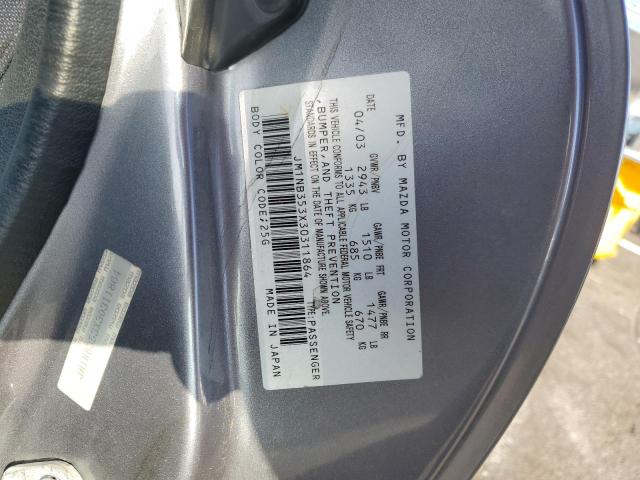 MFD. BY MAZDA MOTOR CORPORATION
DATE GVWR/PNBV GAWR/PNBE FRT GAWR/PNBE RR
04/03 2943 LB 1510 LB 1477 LB
1335 KG 685 KG 670 KG
THIS VEHICLE CONFORMS TO ALL APPLICABLE FEDERAL MOTOR VEHICLE SAFETY
,BUMPER,AND THEFT PREVENTION
STANDARDS IN EFFECT ON THE DATE OF MANUFACTURE SHOWN ABOVE.
JM1NB353X30311864 TYPE:PASSENGER
BODY COLOR CODE/25G MADE IN JAPAN